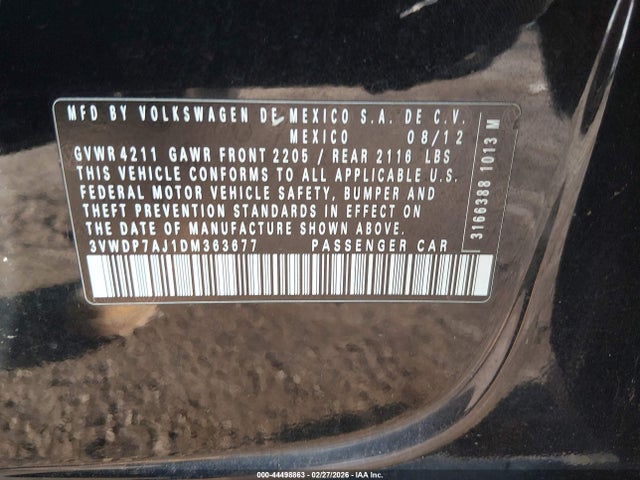 MFD BY VOLKSWAGEN DE MEXICO S.A. DE C.V.
MEXICO 08/12
GVWR 4211 GAWR FRONT 2205 / REAR 2116 LBS
THIS VEHICLE CONFORMS TO ALL APPLICABLE U.S.
FEDERAL MOTOR VEHICLE SAFETY, BUMPER AND
THEFT PREVENTION STANDARDS IN EFFECT ON
THE DATE OF MANUFACTURE SHOWN ABOVE.
3VWDP7AJ1DM363677 PASSENGER CAR
3166388 1013 M
000-44498863 - 02/27/2026 - IAA Inc.